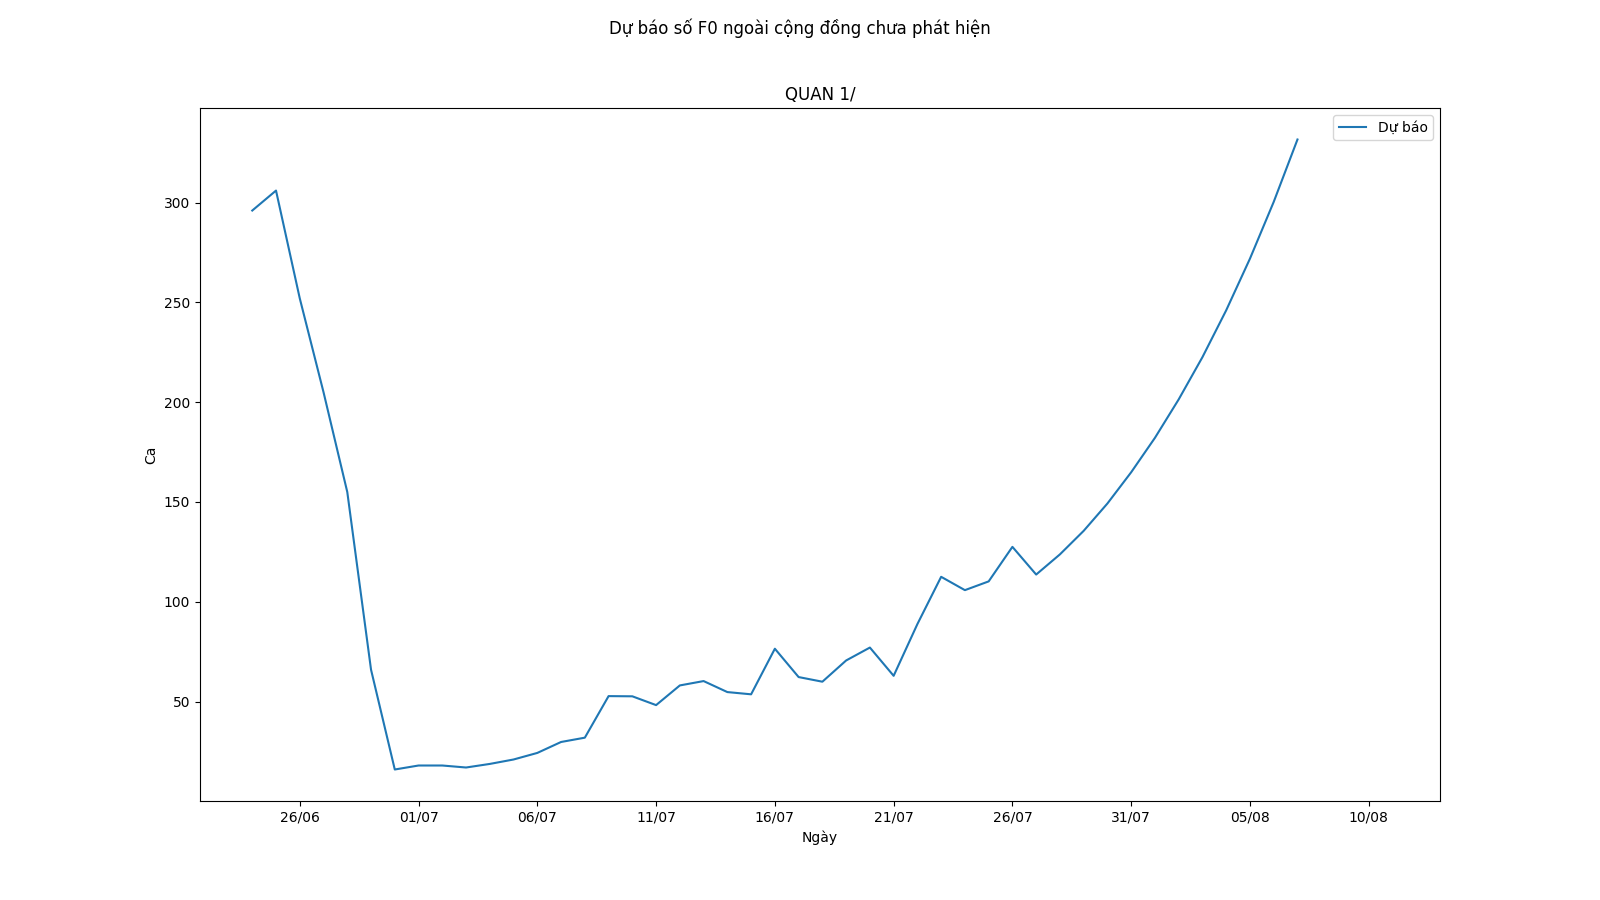 Dự báo số F0 ngoài cộng đồng chưa phát hiện
QUAN 1/
Dự báo
300
250
200
150
100
50
Ca
26/06 01/07 06/07 11/07 16/07 21/07 26/07 31/07 05/08 10/08
Ngày